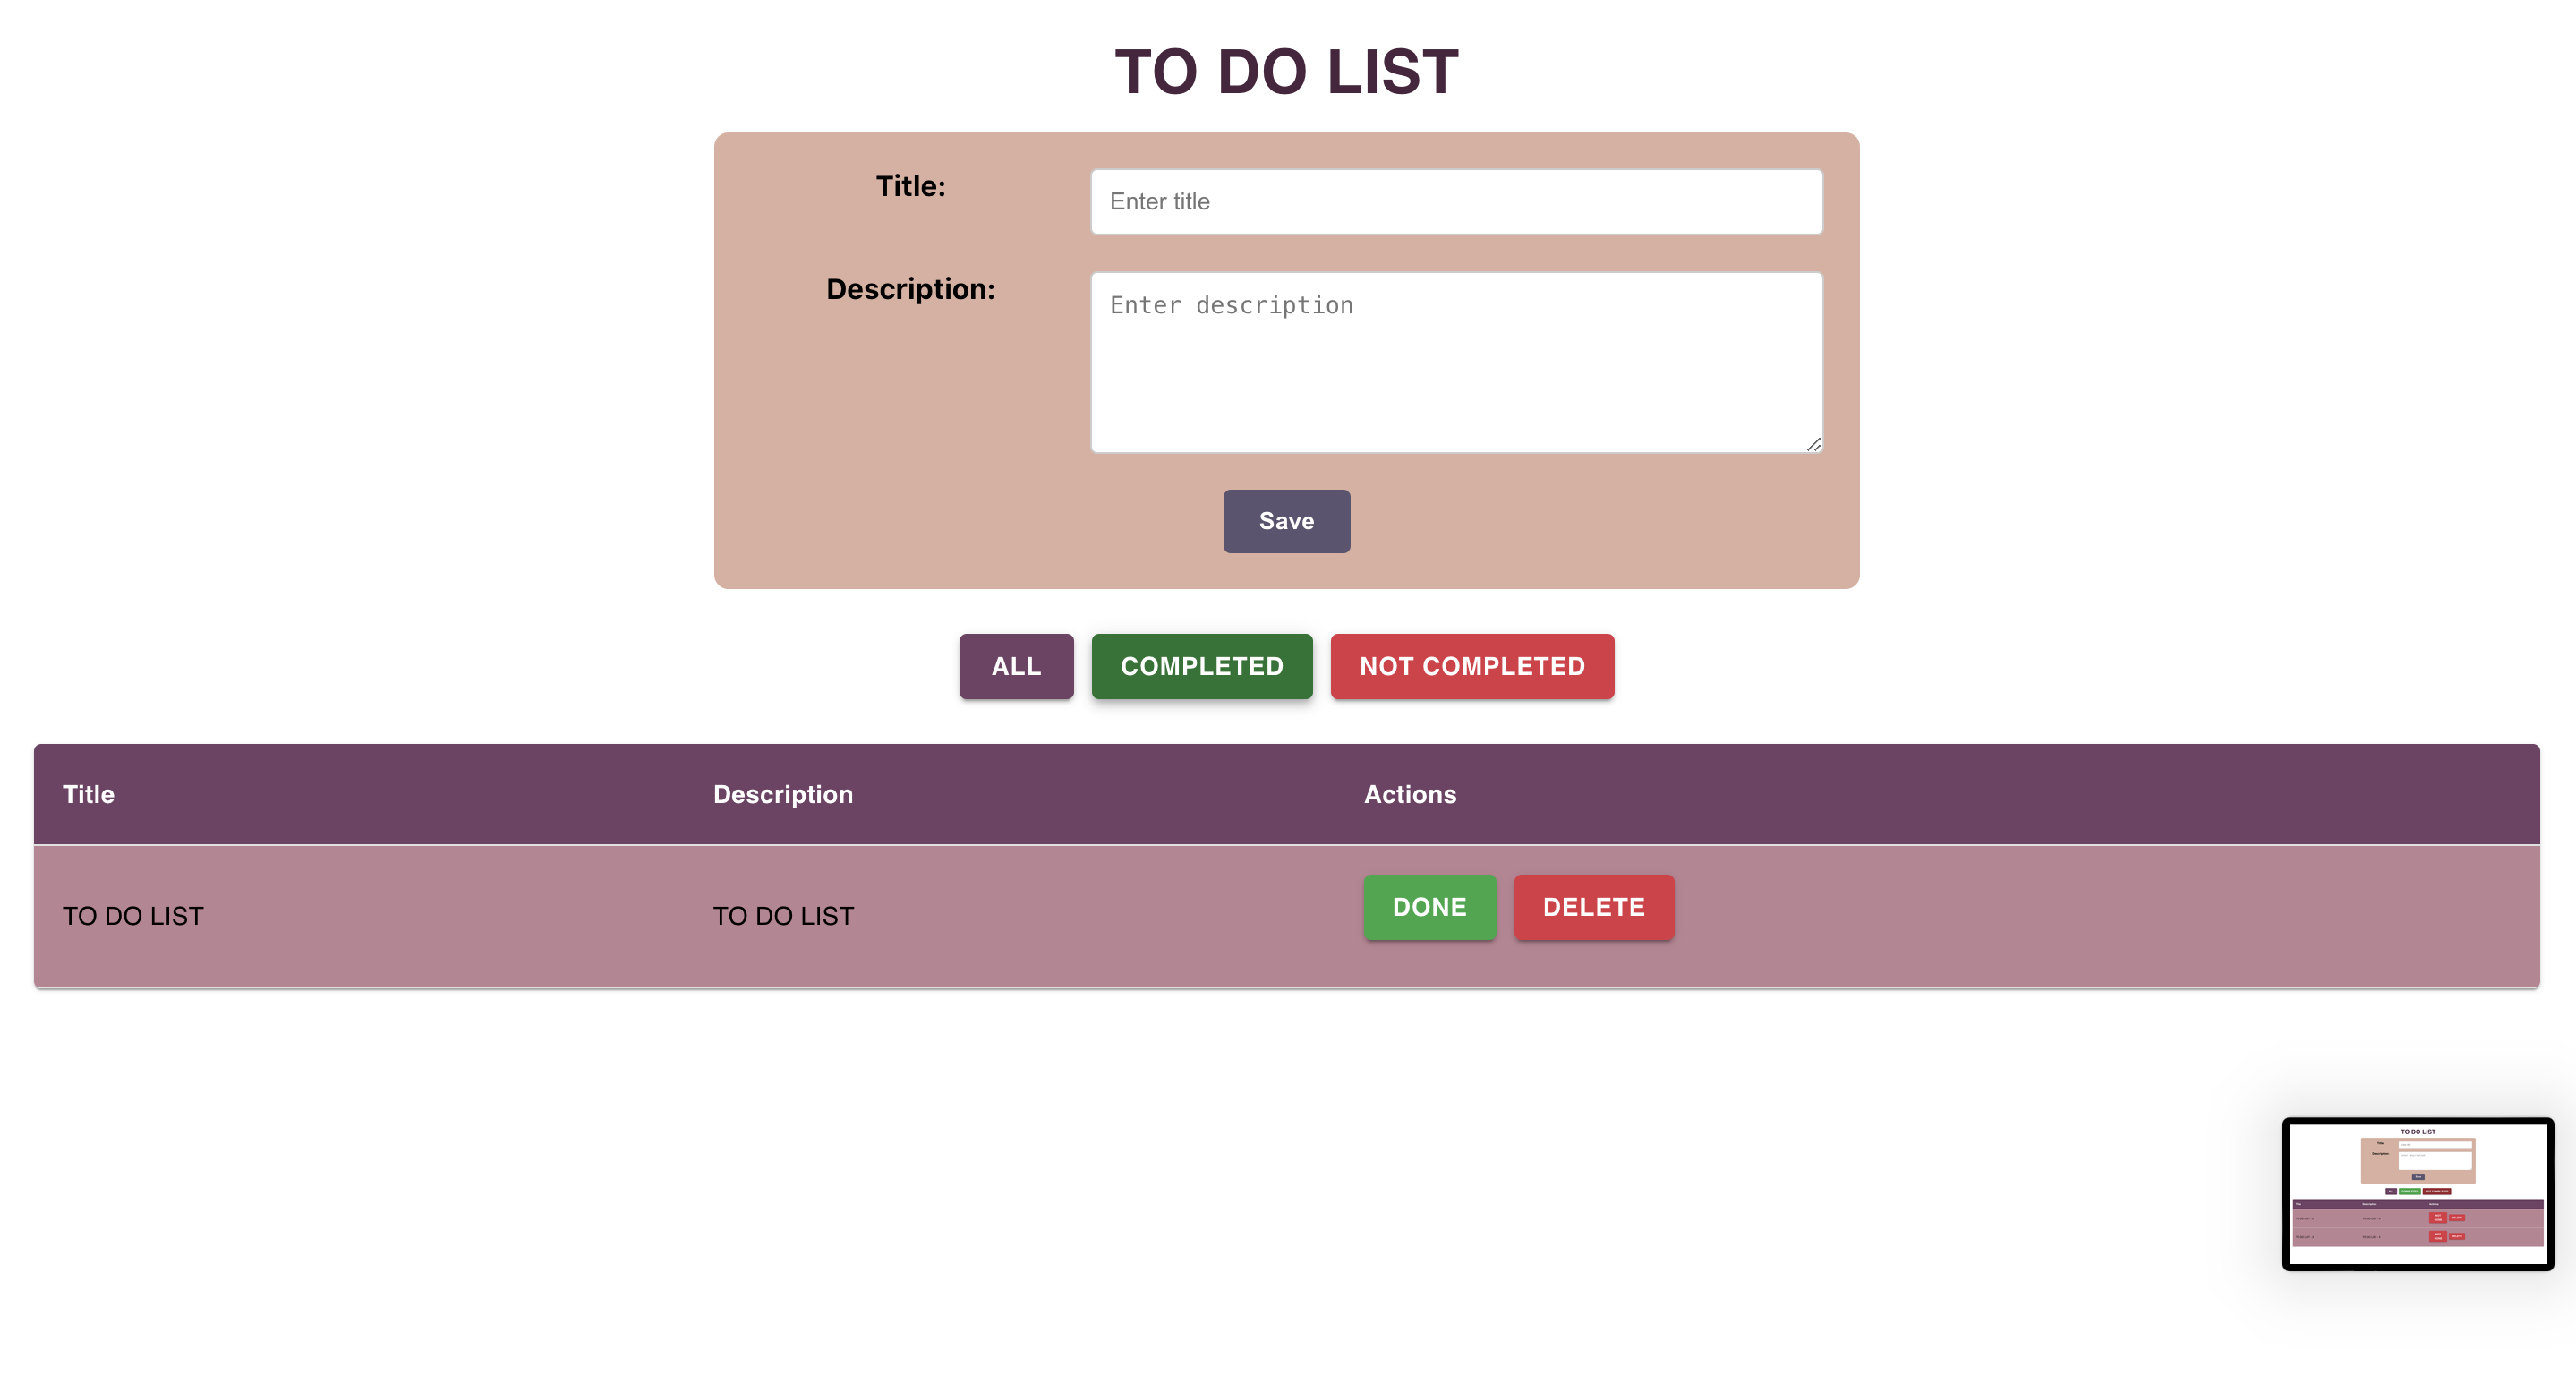 TO DO LIST
Title:
Enter title
Description:
Enter description
Save
ALL COMPLETED NOT COMPLETED
Title Description Actions
TO DO LIST TO DO LIST DONE DELETE
TO DO LIST